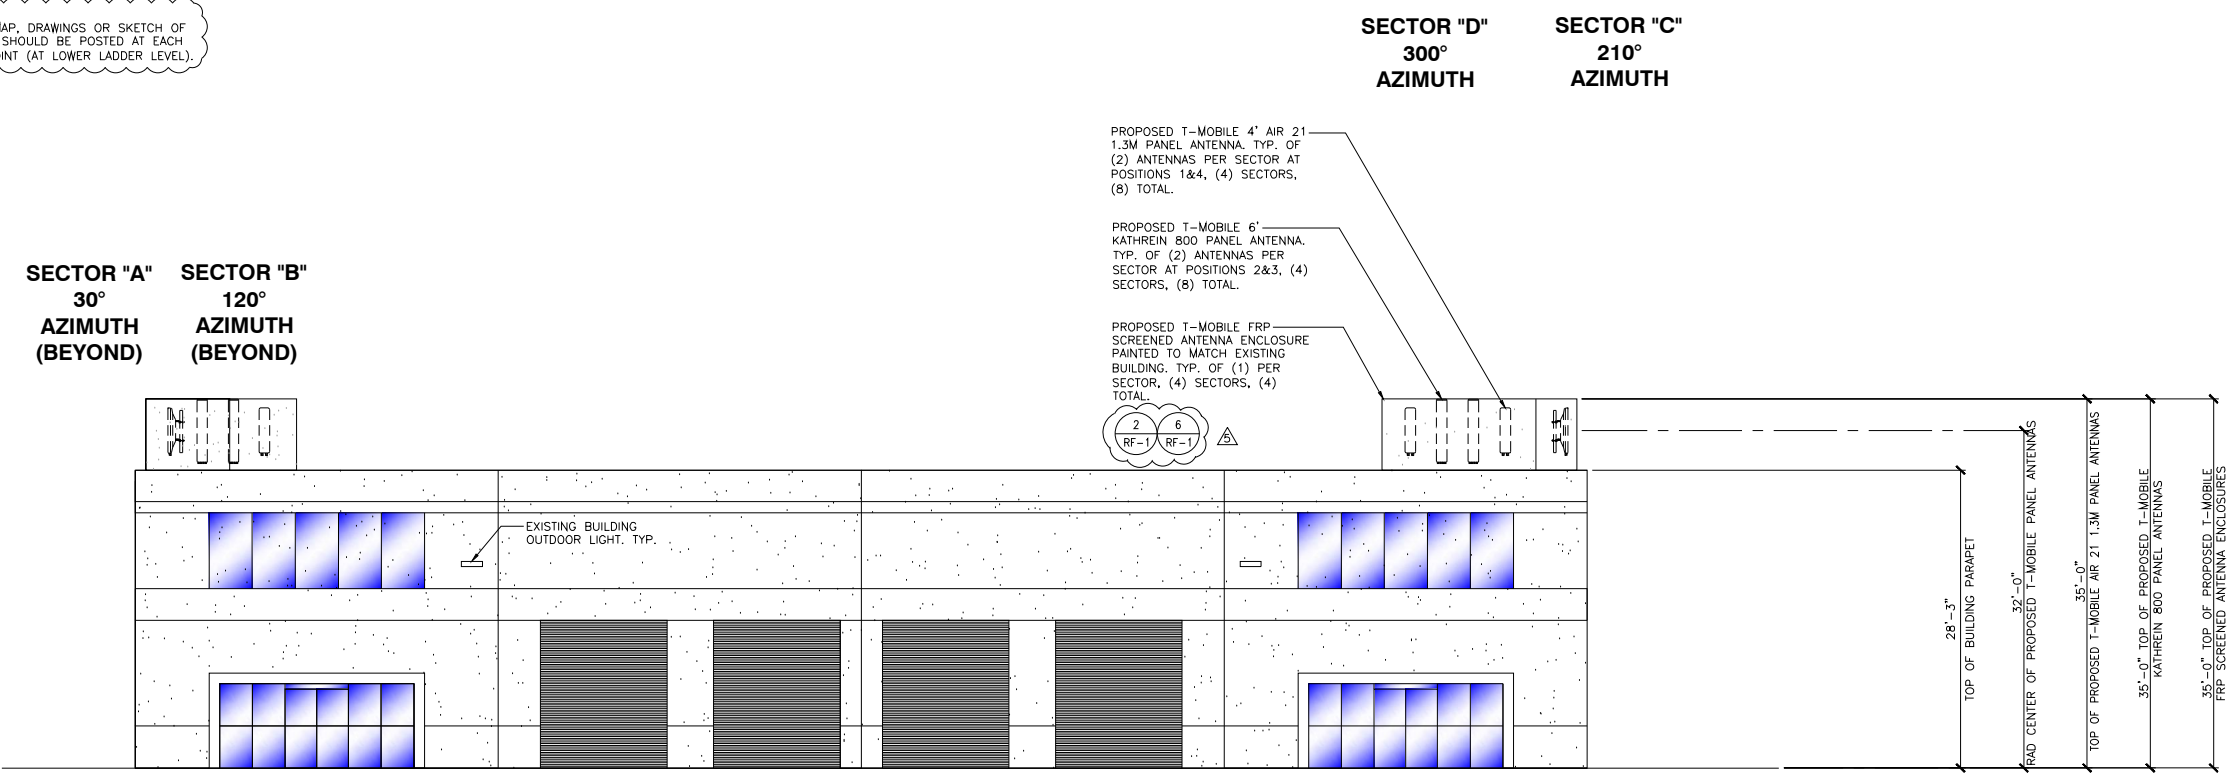 AP, DRAWINGS OR SKETCH OF
SHOULD BE POSTED AT EACH
INT (AT LOWER LADDER LEVEL).
SECTOR "D"
300°
AZIMUTH
SECTOR "C"
210°
AZIMUTH
PROPOSED T-MOBILE 4' AIR 21
1.3M PANEL ANTENNA. TYP. OF
(2) ANTENNAS PER SECTOR AT
POSITIONS 1&4, (4) SECTORS,
(8) TOTAL.
PROPOSED T-MOBILE 6'
KATHREIN 800 PANEL ANTENNA.
TYP. OF (2) ANTENNAS PER
SECTOR AT POSITIONS 2&3, (4)
SECTORS, (8) TOTAL.
PROPOSED T-MOBILE FRP
SCREENED ANTENNA ENCLOSURE
PAINTED TO MATCH EXISTING
BUILDING. TYP. OF (1) PER
SECTOR, (4) SECTORS, (4)
TOTAL.
SECTOR "A"
30°
AZIMUTH
(BEYOND)
SECTOR "B"
120°
AZIMUTH
(BEYOND)
2
RF-1
6
RF-1
5
EXISTING BUILDING
OUTDOOR LIGHT. TYP.
28'-3"
TOP OF BUILDING PARAPET
32'-0"
RAD CENTER OF PROPOSED T-MOBILE PANEL ANTENNAS
35'-0"
TOP OF PROPOSED T-MOBILE AIR 21 1.3M PANEL ANTENNAS
35'-0" TOP OF PROPOSED T-MOBILE
KATHREIN 800 PANEL ANTENNAS
35'-0" TOP OF PROPOSED T-MOBILE
FRP SCREENED ANTENNA ENCLOSURES